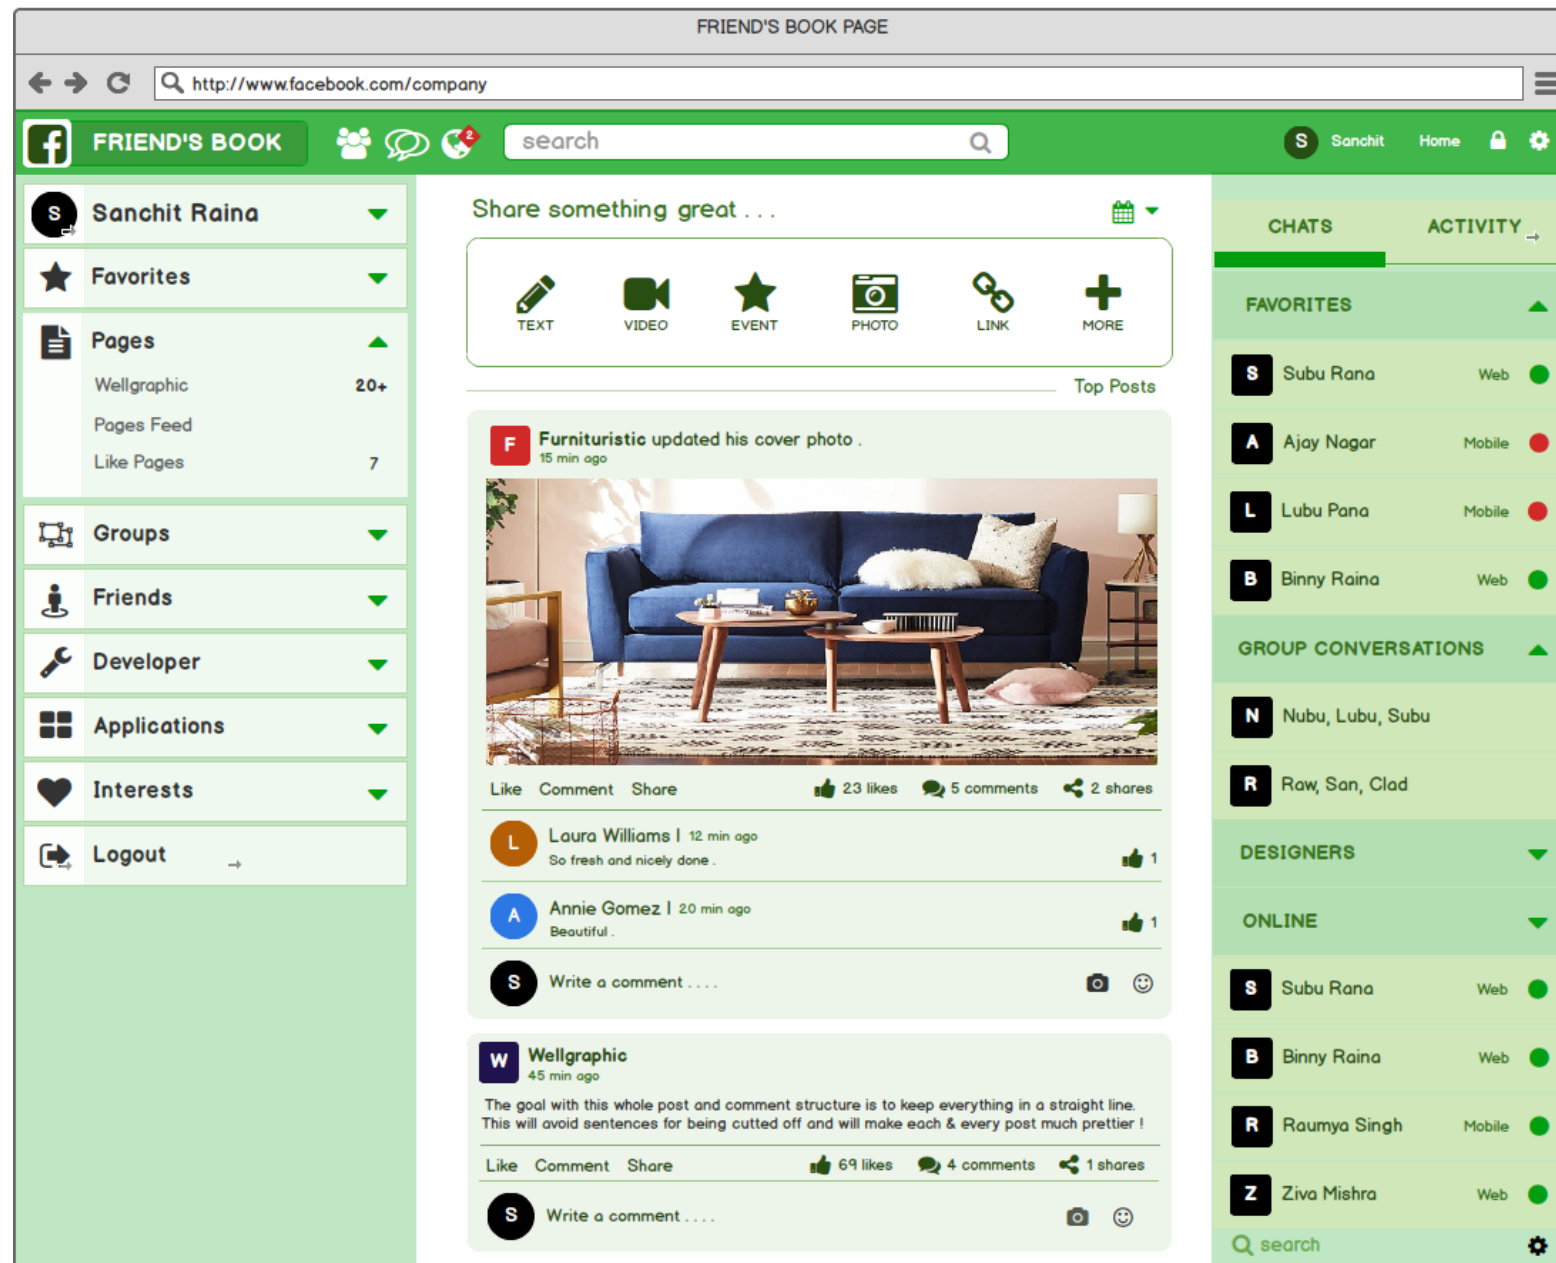 FRIEND'S BOOK PAGE
http://www.facebook.com/company
f FRIEND'S BOOK
2
search
S Sanchit Home
S Sanchit Raina
Favorites
Pages
Wellgraphic 20+
Pages Feed
Like Pages 7
Groups
Friends
Developer
Applications
Interests
Logout
Share something great . . .
TEXT VIDEO EVENT PHOTO LINK MORE
Top Posts
F Furnituristic updated his cover photo .
15 min ago
Like Comment Share 23 likes 5 comments 2 shares
L Laura Williams | 12 min ago
So fresh and nicely done .
1
A Annie Gomez | 20 min ago
Beautiful .
1
S Write a comment . . . .
W Wellgraphic
45 min ago
The goal with this whole post and comment structure is to keep everything in a straight line.
This will avoid sentences for being cutted off and will make each & every post much prettier !
Like Comment Share 69 likes 4 comments 1 shares
S Write a comment . . . .
CHATS ACTIVITY
FAVORITES
S Subu Rana Web
A Ajay Nagar Mobile
L Lubu Pana Mobile
B Binny Raina Web
GROUP CONVERSATIONS
N Nubu, Lubu, Subu
R Raw, San, Clad
DESIGNERS
ONLINE
S Subu Rana Web
B Binny Raina Web
R Raumya Singh Mobile
Z Ziva Mishra Web
search